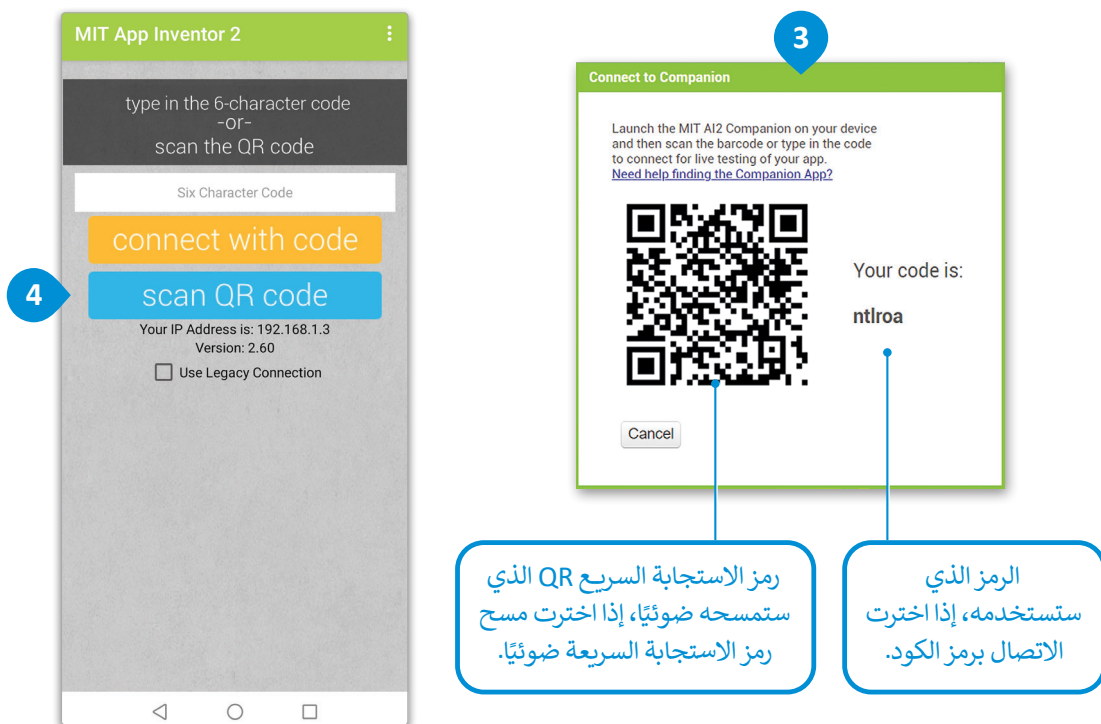 MIT App Inventor 2
type in the 6-character code
-or-
scan the QR code
Six Character Code
connect with code
4
scan QR code
Your IP Address is: 192.168.1.3
Version: 2.60
Use Legacy Connection
3
Connect to Companion
Launch the MIT AI2 Companion on your device
and then scan the barcode or type in the code
to connect for live testing of your app.
Need help finding the Companion App?
Your code is:
ntlroa
Cancel
رمز الاستجابة السريع QR الذي
ستمسحه ضوئيًا، إذا اخترت مسح
رمز الاستجابة السريعة ضوئيًا.
الرمز الذي
ستستخدمه، إذا اخترت
الاتصال برمز الكود.